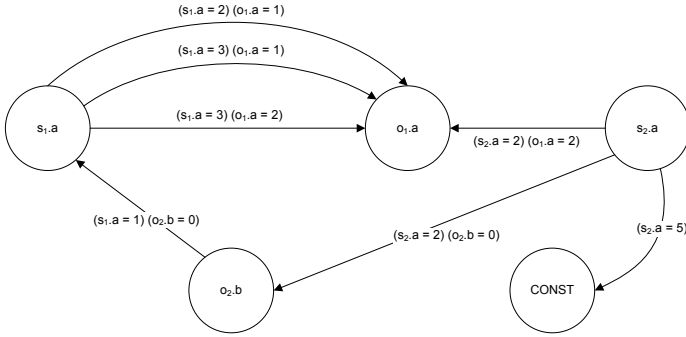 (s₁.a = 2) (o₁.a = 1)
(s₁.a = 3) (o₁.a = 1)
(s₁.a = 3) (o₁.a = 2)
s₁.a
o₁.a
s₂.a
(s₂.a = 2) (o₁.a = 2)
(s₁.a = 1) (o₂.b = 0)
(s₂.a = 2) (o₂.b = 0)
(s₂.a = 5)
o₂.b
CONST